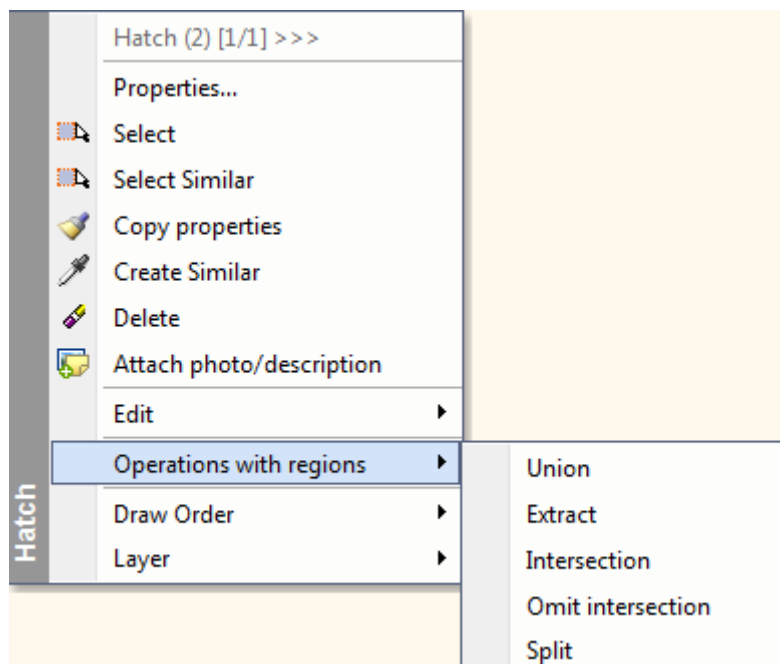 Hatch (2) [1/1] >>>
Properties...
Select
Select Similar
Copy properties
Create Similar
Delete
Attach photo/description
Edit
Operations with regions
Draw Order
Layer
Hatch
Union
Extract
Intersection
Omit intersection
Split